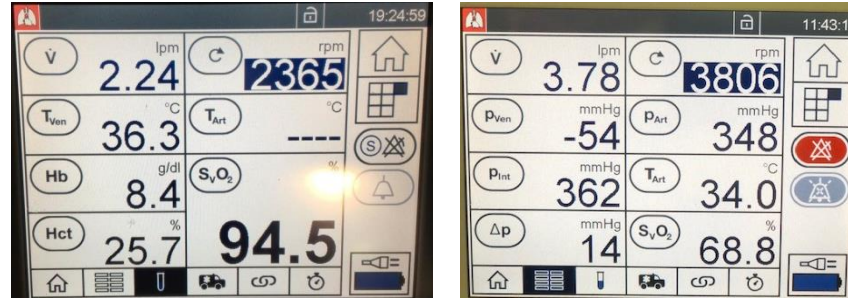 19:24:59
V̇ lpm 2.24 rpm 2365
TVen °C 36.3 TArt °C ----
Hb g/dl 8.4 SvO2 % 94.5
Hct % 25.7
S
11:43:1
V̇ lpm 3.78 rpm 3806
pVen mmHg -54 pArt mmHg 348
pInt mmHg 362 TArt °C 34.0
Δp mmHg 14 SvO2 % 68.8